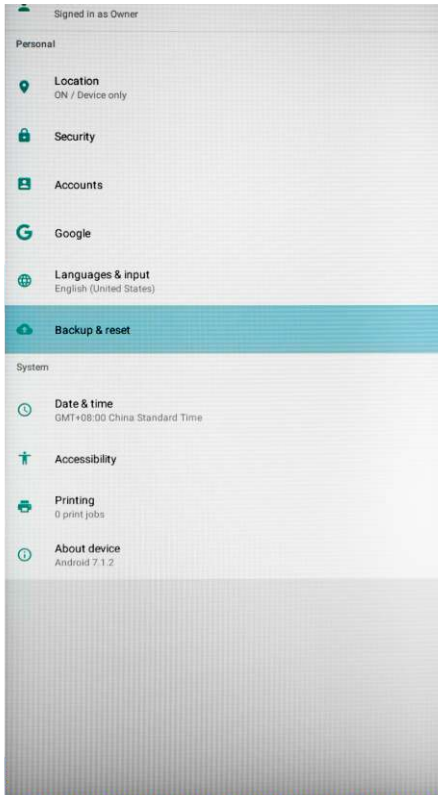 Signed in as Owner
Personal
Location
ON / Device only
Security
Accounts
Google
Languages & input
English (United States)
Backup & reset
System
Date & time
GMT+08:00 China Standard Time
Accessibility
Printing
0 print jobs
About device
Android 7.1.2